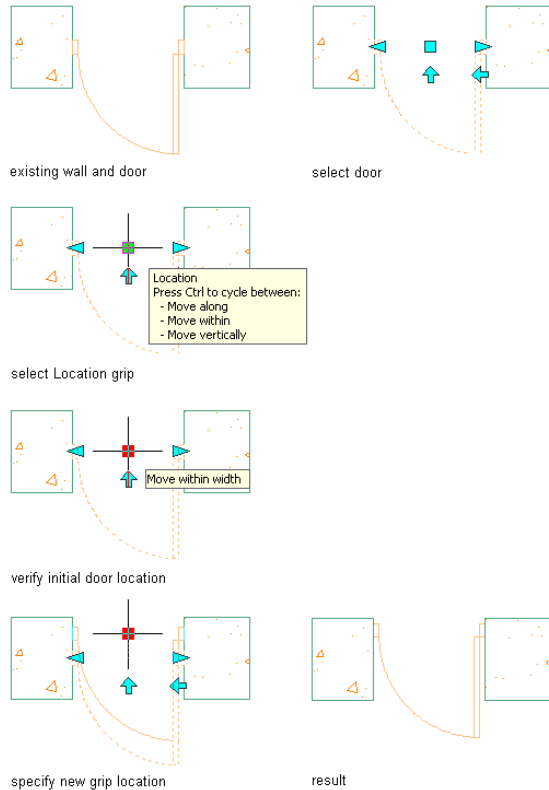 existing wall and door
select door
Location
Press Ctrl to cycle between:
- Move along
- Move within
- Move vertically
select Location grip
Move within width
verify initial door location
specify new grip location
result